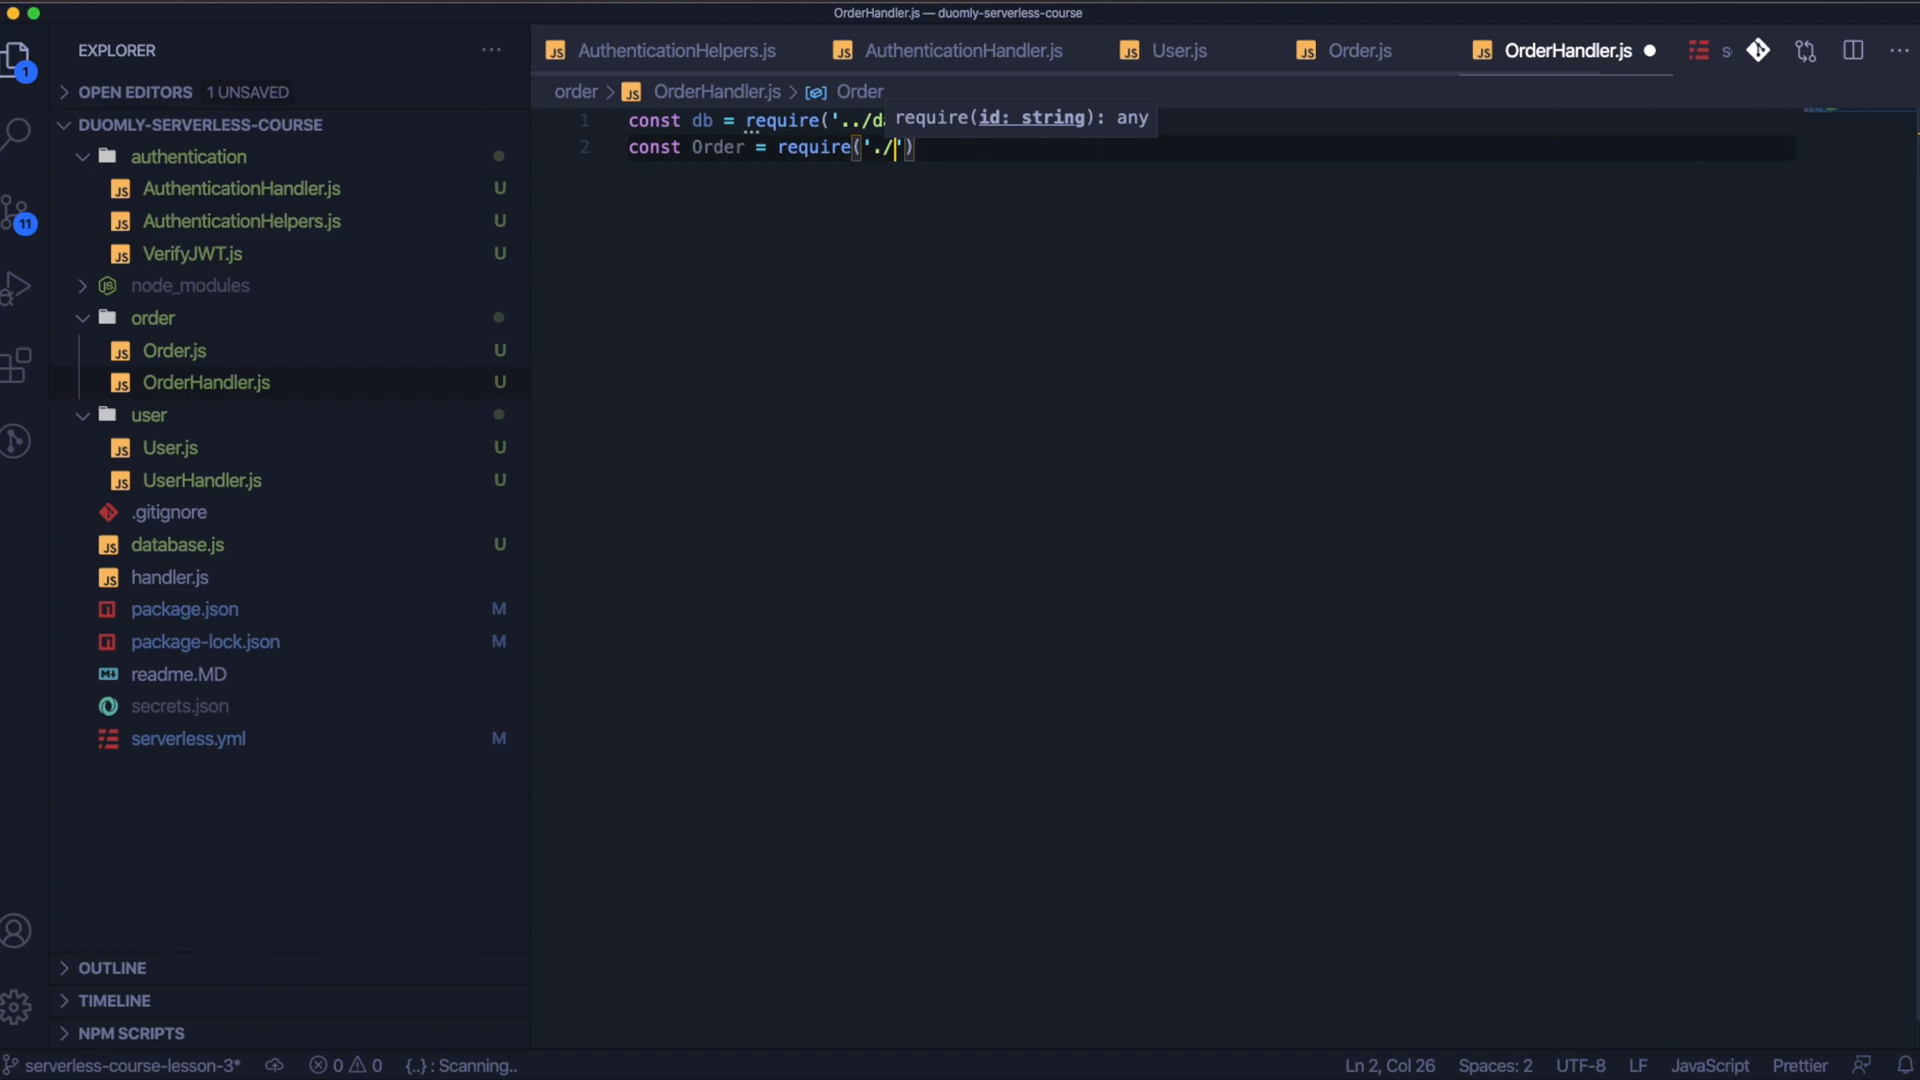 OrderHandler.js — duomly-serverless-course
EXPLORER
OPEN EDITORS 1 UNSAVED
DUOMLY-SERVERLESS-COURSE
authentication
AuthenticationHandler.js U
AuthenticationHelpers.js U
VerifyJWT.js U
node_modules
order
Order.js U
OrderHandler.js U
user
User.js U
UserHandler.js U
.gitignore
database.js U
handler.js
package.json M
package-lock.json M
readme.MD
secrets.json
serverless.yml M
OUTLINE
TIMELINE
NPM SCRIPTS
1
11
AuthenticationHelpers.js AuthenticationHandler.js User.js Order.js OrderHandler.js s
order > OrderHandler.js > Order
require(id: string): any
1 const db = require('../da
2 const Order = require('./')
serverless-course-lesson-3* 0 0 {..} : Scanning..
Ln 2, Col 26 Spaces: 2 UTF-8 LF JavaScript Prettier